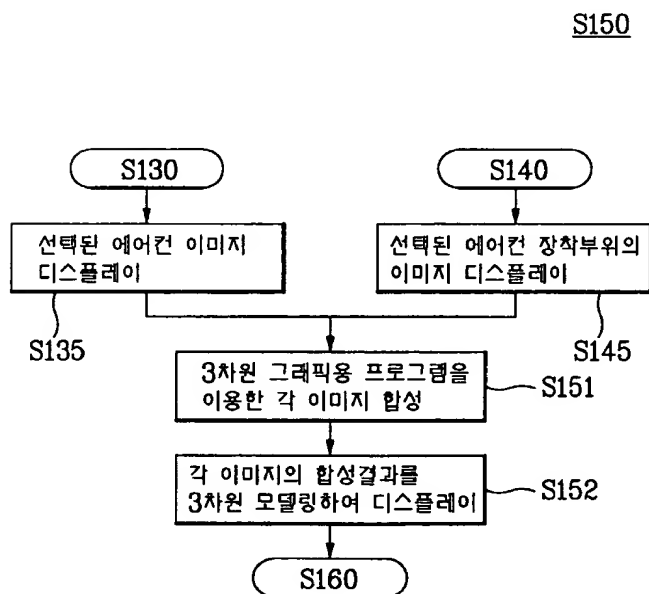 S150
S130
S140
선택된 에어컨 이미지
디스플레이
선택된 에어컨 장착부위의
이미지 디스플레이
S135
S145
3차원 그래픽용 프로그램을
이용한 각 이미지 합성
S151
각 이미지의 합성결과를
3차원 모델링하여 디스플레이
S152
S160